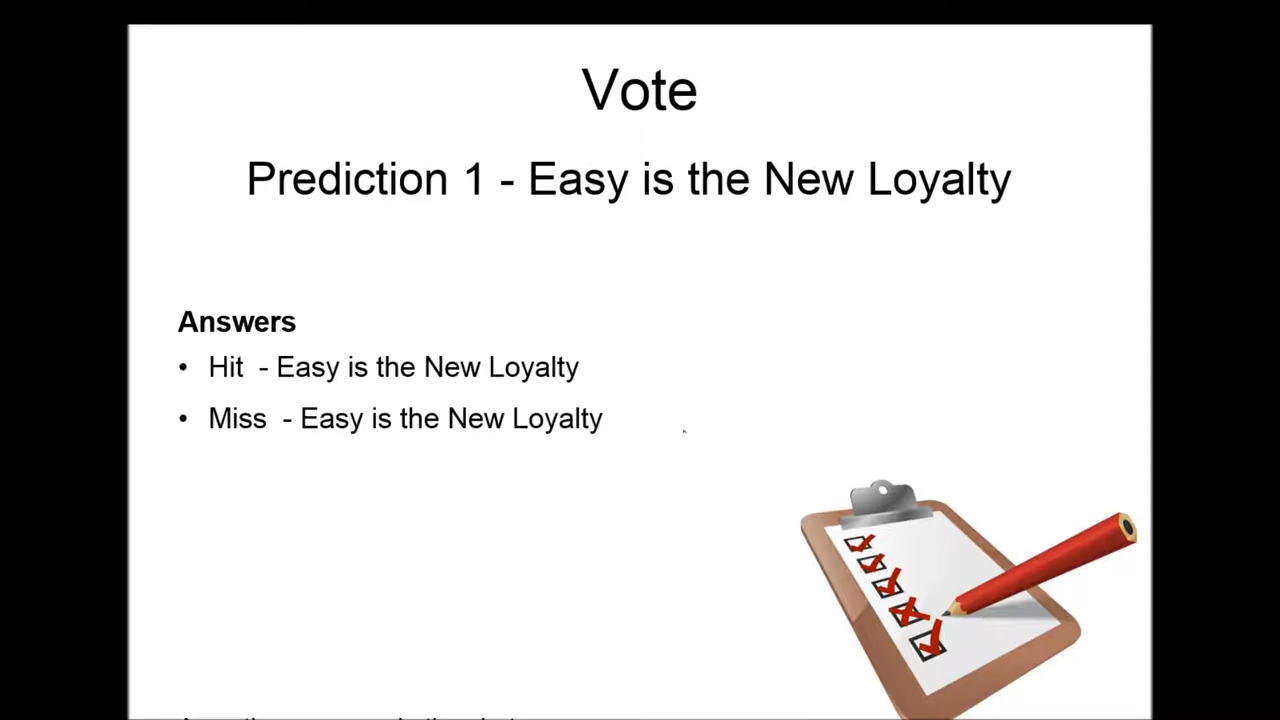 Vote
Prediction 1 - Easy is the New Loyalty
Answers
• Hit - Easy is the New Loyalty
• Miss - Easy is the New Loyalty